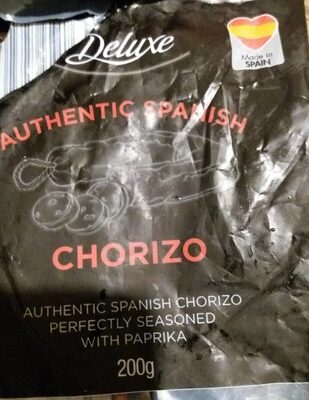 Deluxe
Made in
SPAIN
AUTHENTIC SPANISH
CHORIZO
AUTHENTIC SPANISH CHORIZO
PERFECTLY SEASONED
WITH PAPRIKA
200g